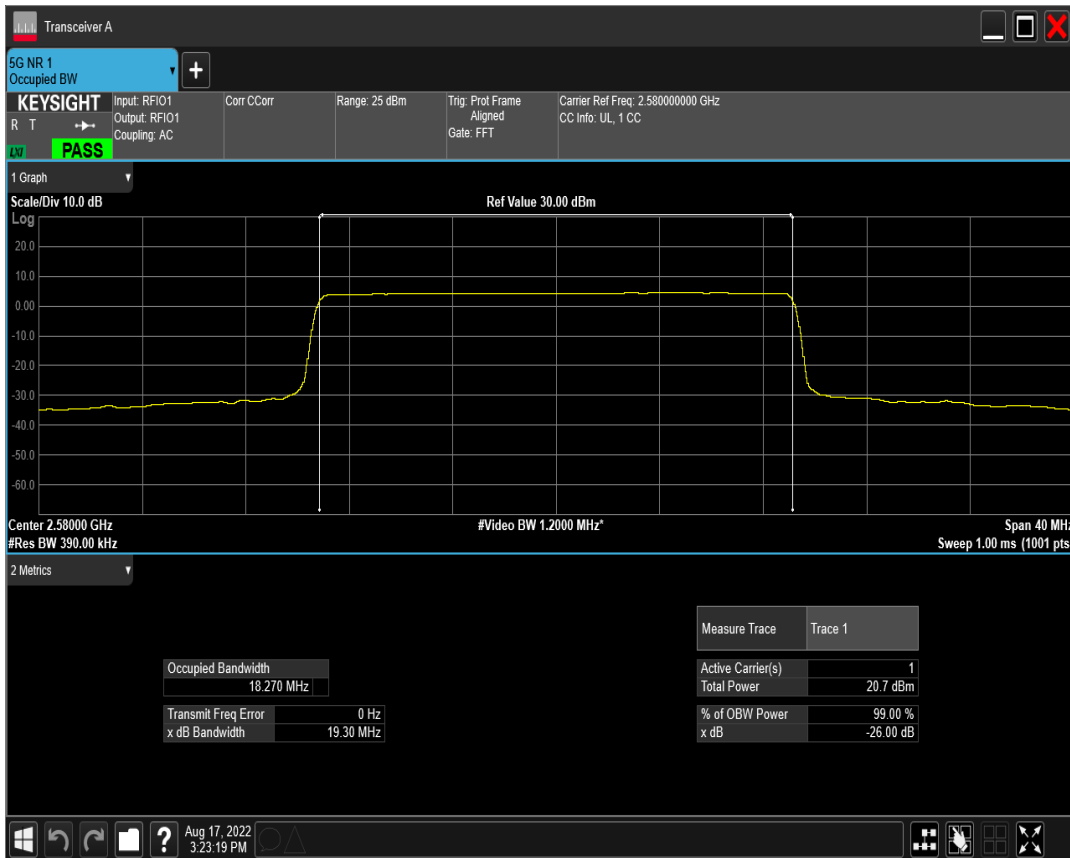 Transceiver A
5G NR 1
Occupied BW
+
KEYSIGHT
R T
LXI
PASS
Input: RFIO1
Output: RFIO1
Coupling: AC
Corr CCorr
Range: 25 dBm
Trig: Prot Frame
Aligned
Gate: FFT
Carrier Ref Freq: 2.580000000 GHz
CC Info: UL, 1 CC
1 Graph
Scale/Div 10.0 dB
Ref Value 30.00 dBm
Log
20.0
10.0
0.00
-10.0
-20.0
-30.0
-40.0
-50.0
-60.0
Center 2.58000 GHz
#Video BW 1.2000 MHz*
Span 40 MHz
#Res BW 390.00 kHz
Sweep 1.00 ms (1001 pts
2 Metrics
Measure Trace Trace 1
Occupied Bandwidth
18.270 MHz
Active Carrier(s) 1
Total Power 20.7 dBm
Transmit Freq Error 0 Hz
x dB Bandwidth 19.30 MHz
% of OBW Power 99.00 %
x dB -26.00 dB
?
Aug 17, 2022
3:23:19 PM